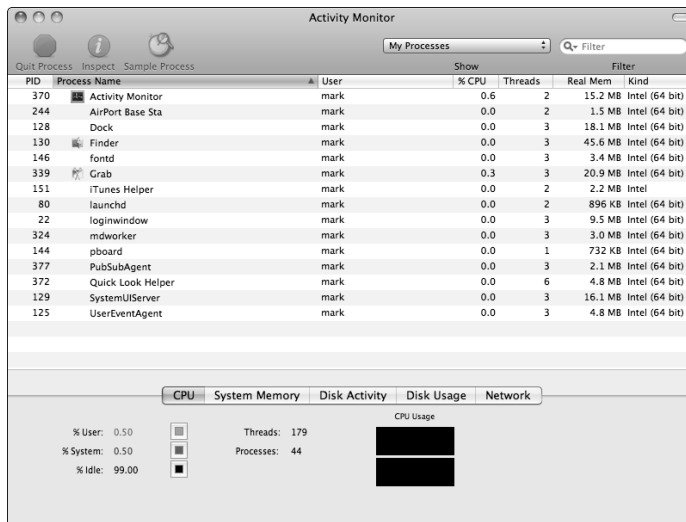 Activity Monitor
Quit Process Inspect Sample Process My Processes Filter
Show Filter
PID Process Name User % CPU Threads Real Mem Kind
370 Activity Monitor mark 0.6 2 15.2 MB Intel (64 bit)
244 AirPort Base Sta mark 0.0 2 1.5 MB Intel (64 bit)
128 Dock mark 0.0 3 18.1 MB Intel (64 bit)
130 Finder mark 0.0 3 45.6 MB Intel (64 bit)
146 fontd mark 0.0 3 3.4 MB Intel (64 bit)
339 Grab mark 0.3 3 20.9 MB Intel (64 bit)
151 iTunes Helper mark 0.0 2 2.2 MB Intel
80 launchd mark 0.0 2 896 KB Intel (64 bit)
22 loginwindow mark 0.0 3 9.5 MB Intel (64 bit)
324 mdworker mark 0.0 3 3.0 MB Intel (64 bit)
144 pboard mark 0.0 1 732 KB Intel (64 bit)
377 PubSubAgent mark 0.0 3 2.1 MB Intel (64 bit)
372 Quick Look Helper mark 0.0 6 4.8 MB Intel (64 bit)
129 SystemUIServer mark 0.0 3 16.1 MB Intel (64 bit)
125 UserEventAgent mark 0.0 3 4.8 MB Intel (64 bit)
CPU System Memory Disk Activity Disk Usage Network
CPU Usage
% User: 0.50 Threads: 179
% System: 0.50 Processes: 44
% Idle: 99.00